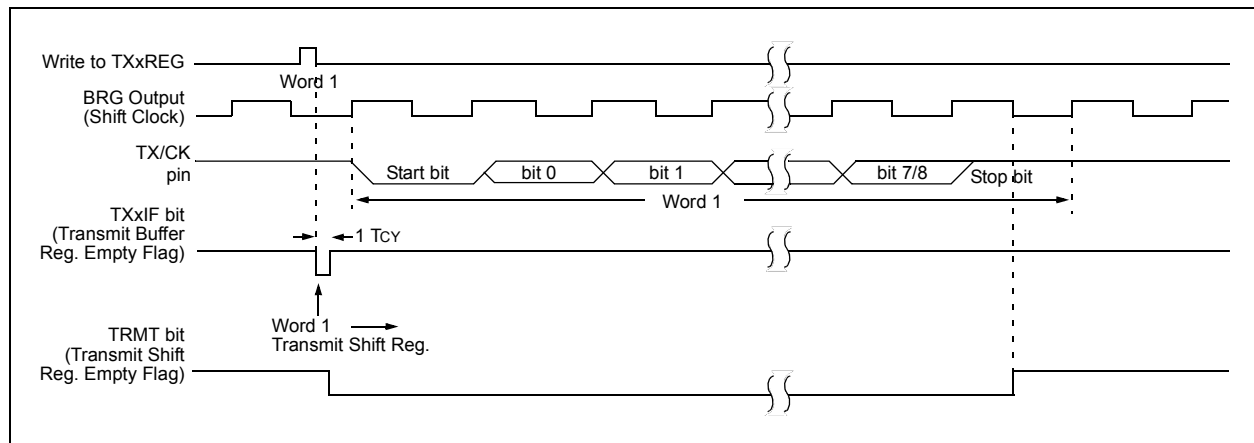 Write to TXxREG
Word 1
BRG Output
(Shift Clock)
TX/CK
pin
Start bit
bit 0
bit 1
bit 7/8
Stop bit
Word 1
TXxIF bit
(Transmit Buffer
Reg. Empty Flag)
1 TCY
Word 1
Transmit Shift Reg.
TRMT bit
(Transmit Shift
Reg. Empty Flag)